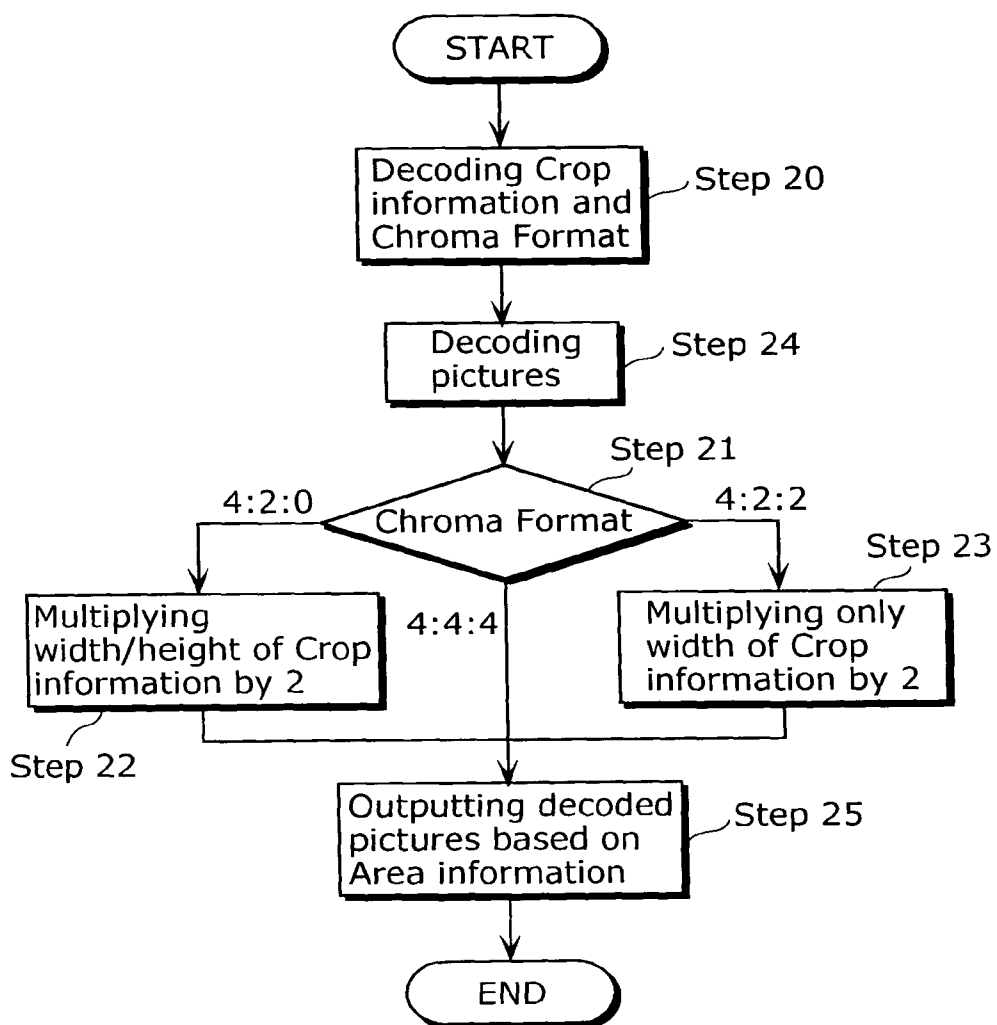 START
Decoding Crop
information and
Chroma Format
Step 20
Decoding
pictures
Step 24
Step 21
4:2:0
Chroma Format
4:2:2
Step 23
Multiplying
width/height of Crop
information by 2
4:4:4
Multiplying only
width of Crop
information by 2
Step 22
Outputting decoded
pictures based on
Area information
Step 25
END